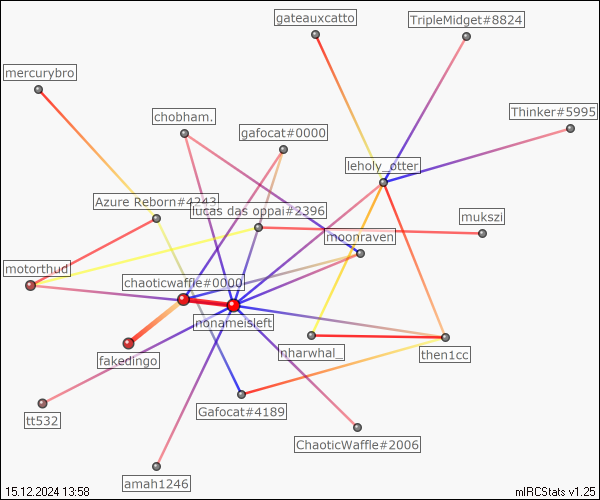 gateauxcatto
TripleMidget#8824
mercurybro
chobham.
Thinker#5995
gafocat#0000
leholy_otter
Azure Reborn#4243
lucas das oppai#2396
mukszi
moonraven
motorthud
chaoticwaffle#0000
nonameisleft
fakedingo
nharwhal_
then1cc
Gafocat#4189
tt532
ChaoticWaffle#2006
amah1246
15.12.2024 13:58
mIRCStats v1.25